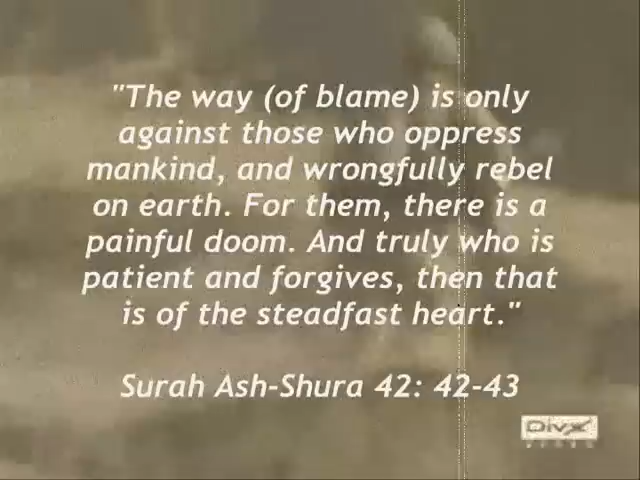 "The way (of blame) is only
against those who oppress
mankind, and wrongfully rebel
on earth. For them, there is a
painful doom. And truly who is
patient and forgives, then that
is of the steadfast heart."
Surah Ash-Shura 42: 42-43
DivX
VIDEO